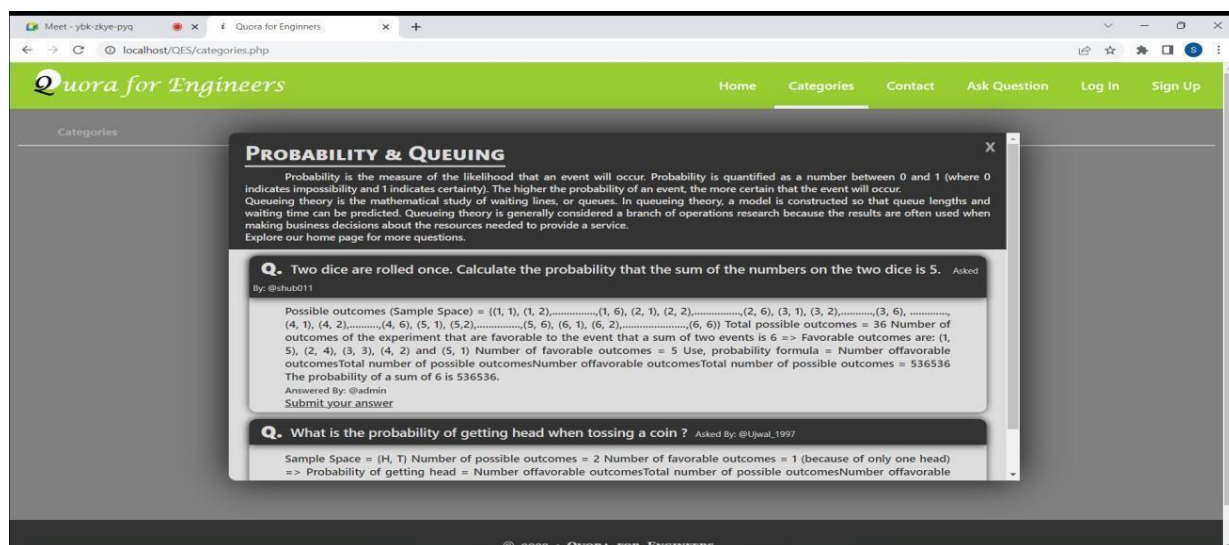 Meet - ybk-zkye-pyq
Quora for Enginners
localhost/QES/categories.php
Quora for Engineers
Home Categories Contact Ask Question Log In Sign Up
Categories
PROBABILITY & QUEUING X
Probability is the measure of the likelihood that an event will occur. Probability is quantified as a number between 0 and 1 (where 0
indicates impossibility and 1 indicates certainty). The higher the probability of an event, the more certain that the event will occur.
Queueing theory is the mathematical study of waiting lines, or queues. In queueing theory, a model is constructed so that queue lengths and
waiting time can be predicted. Queueing theory is generally considered a branch of operations research because the results are often used when
making business decisions about the resources needed to provide a service.
Explore our home page for more questions.
Q. Two dice are rolled once. Calculate the probability that the sum of the numbers on the two dice is 5. Asked
By: @shub011
Possible outcomes (Sample Space) = ((1, 1), (1, 2),................,(1, 6), (2, 1), (2, 2),................,(2, 6), (3, 1), (3, 2),...........,(3, 6), ............,
(4, 1), (4, 2),..........,(4, 6), (5, 1), (5,2),...............,(5, 6), (6, 1), (6, 2),......................,(6, 6)) Total possible outcomes = 36 Number of
outcomes of the experiment that are favorable to the event that a sum of two events is 6 => Favorable outcomes are: (1,
5), (2, 4), (3, 3), (4, 2) and (5, 1) Number of favorable outcomes = 5 Use, probability formula = Number offavorable
outcomesTotal number of possible outcomesNumber offavorable outcomesTotal number of possible outcomes = 536536
The probability of a sum of 6 is 536536.
Answered By: @admin
Submit your answer
Q. What is the probability of getting head when tossing a coin ? Asked By: @Ujwal_1997
Sample Space = (H, T) Number of possible outcomes = 2 Number of favorable outcomes = 1 (because of only one head)
=> Probability of getting head = Number offavorable outcomesTotal number of possible outcomesNumber offavorable
QUORA FOR ENGINEERS